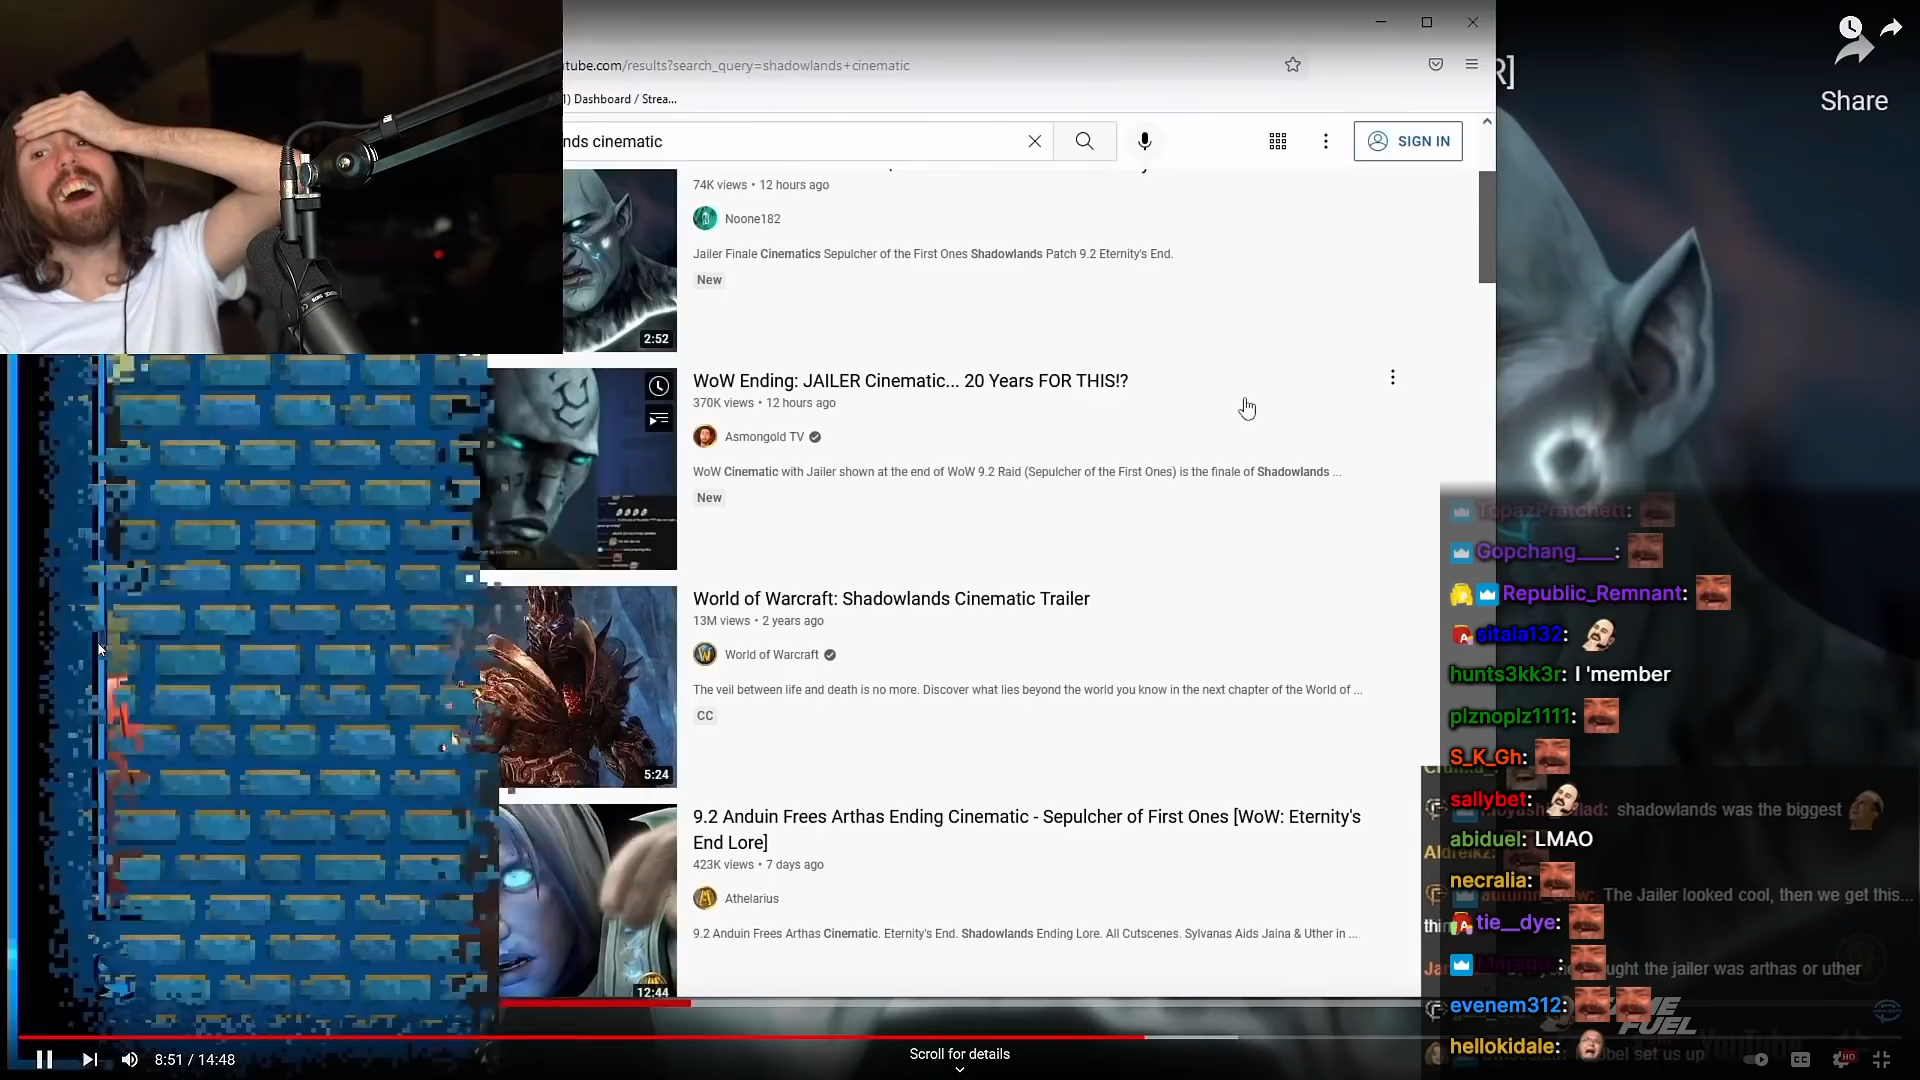 tube.com/results?search_query=shadowlands+cinematic
R]
Share
1) Dashboard / Strea...
nds cinematic
SIGN IN
74K views • 12 hours ago
Noone182
Jailer Finale Cinematics Sepulcher of the First Ones Shadowlands Patch 9.2 Eternity's End.
New
2:52
WoW Ending: JAILER Cinematic... 20 Years FOR THIS!?
370K views • 12 hours ago
Asmongold TV
WoW Cinematic with Jailer shown at the end of WoW 9.2 Raid (Sepulcher of the First Ones) is the finale of Shadowlands ...
New
World of Warcraft: Shadowlands Cinematic Trailer
13M views • 2 years ago
World of Warcraft
The veil between life and death is no more. Discover what lies beyond the world you know in the next chapter of the World of ...
CC
5:24
9.2 Anduin Frees Arthas Ending Cinematic - Sepulcher of First Ones [WoW: Eternity's
End Lore]
423K views • 7 days ago
Athelarius
9.2 Anduin Frees Arthas Cinematic. Eternity's End. Shadowlands Ending Lore. All Cutscenes. Sylvanas Aids Jaina & Uther in ...
12:44
TopazPratchett:
Gopchang____:
Republic_Remnant:
sitala132:
hunts3kk3r: I 'member
plznoplz1111:
S_K_Gh:
sallybet:
shadowlands was the biggest
abiduel: LMAO
necralia:
The Jailer looked cool, then we get this...
tie__dye:
ught the jailer was arthas or uther
evenem312:
FUEL
hellokidale:
set us up
YouTube
8:51 / 14:48
Scroll for details
HD